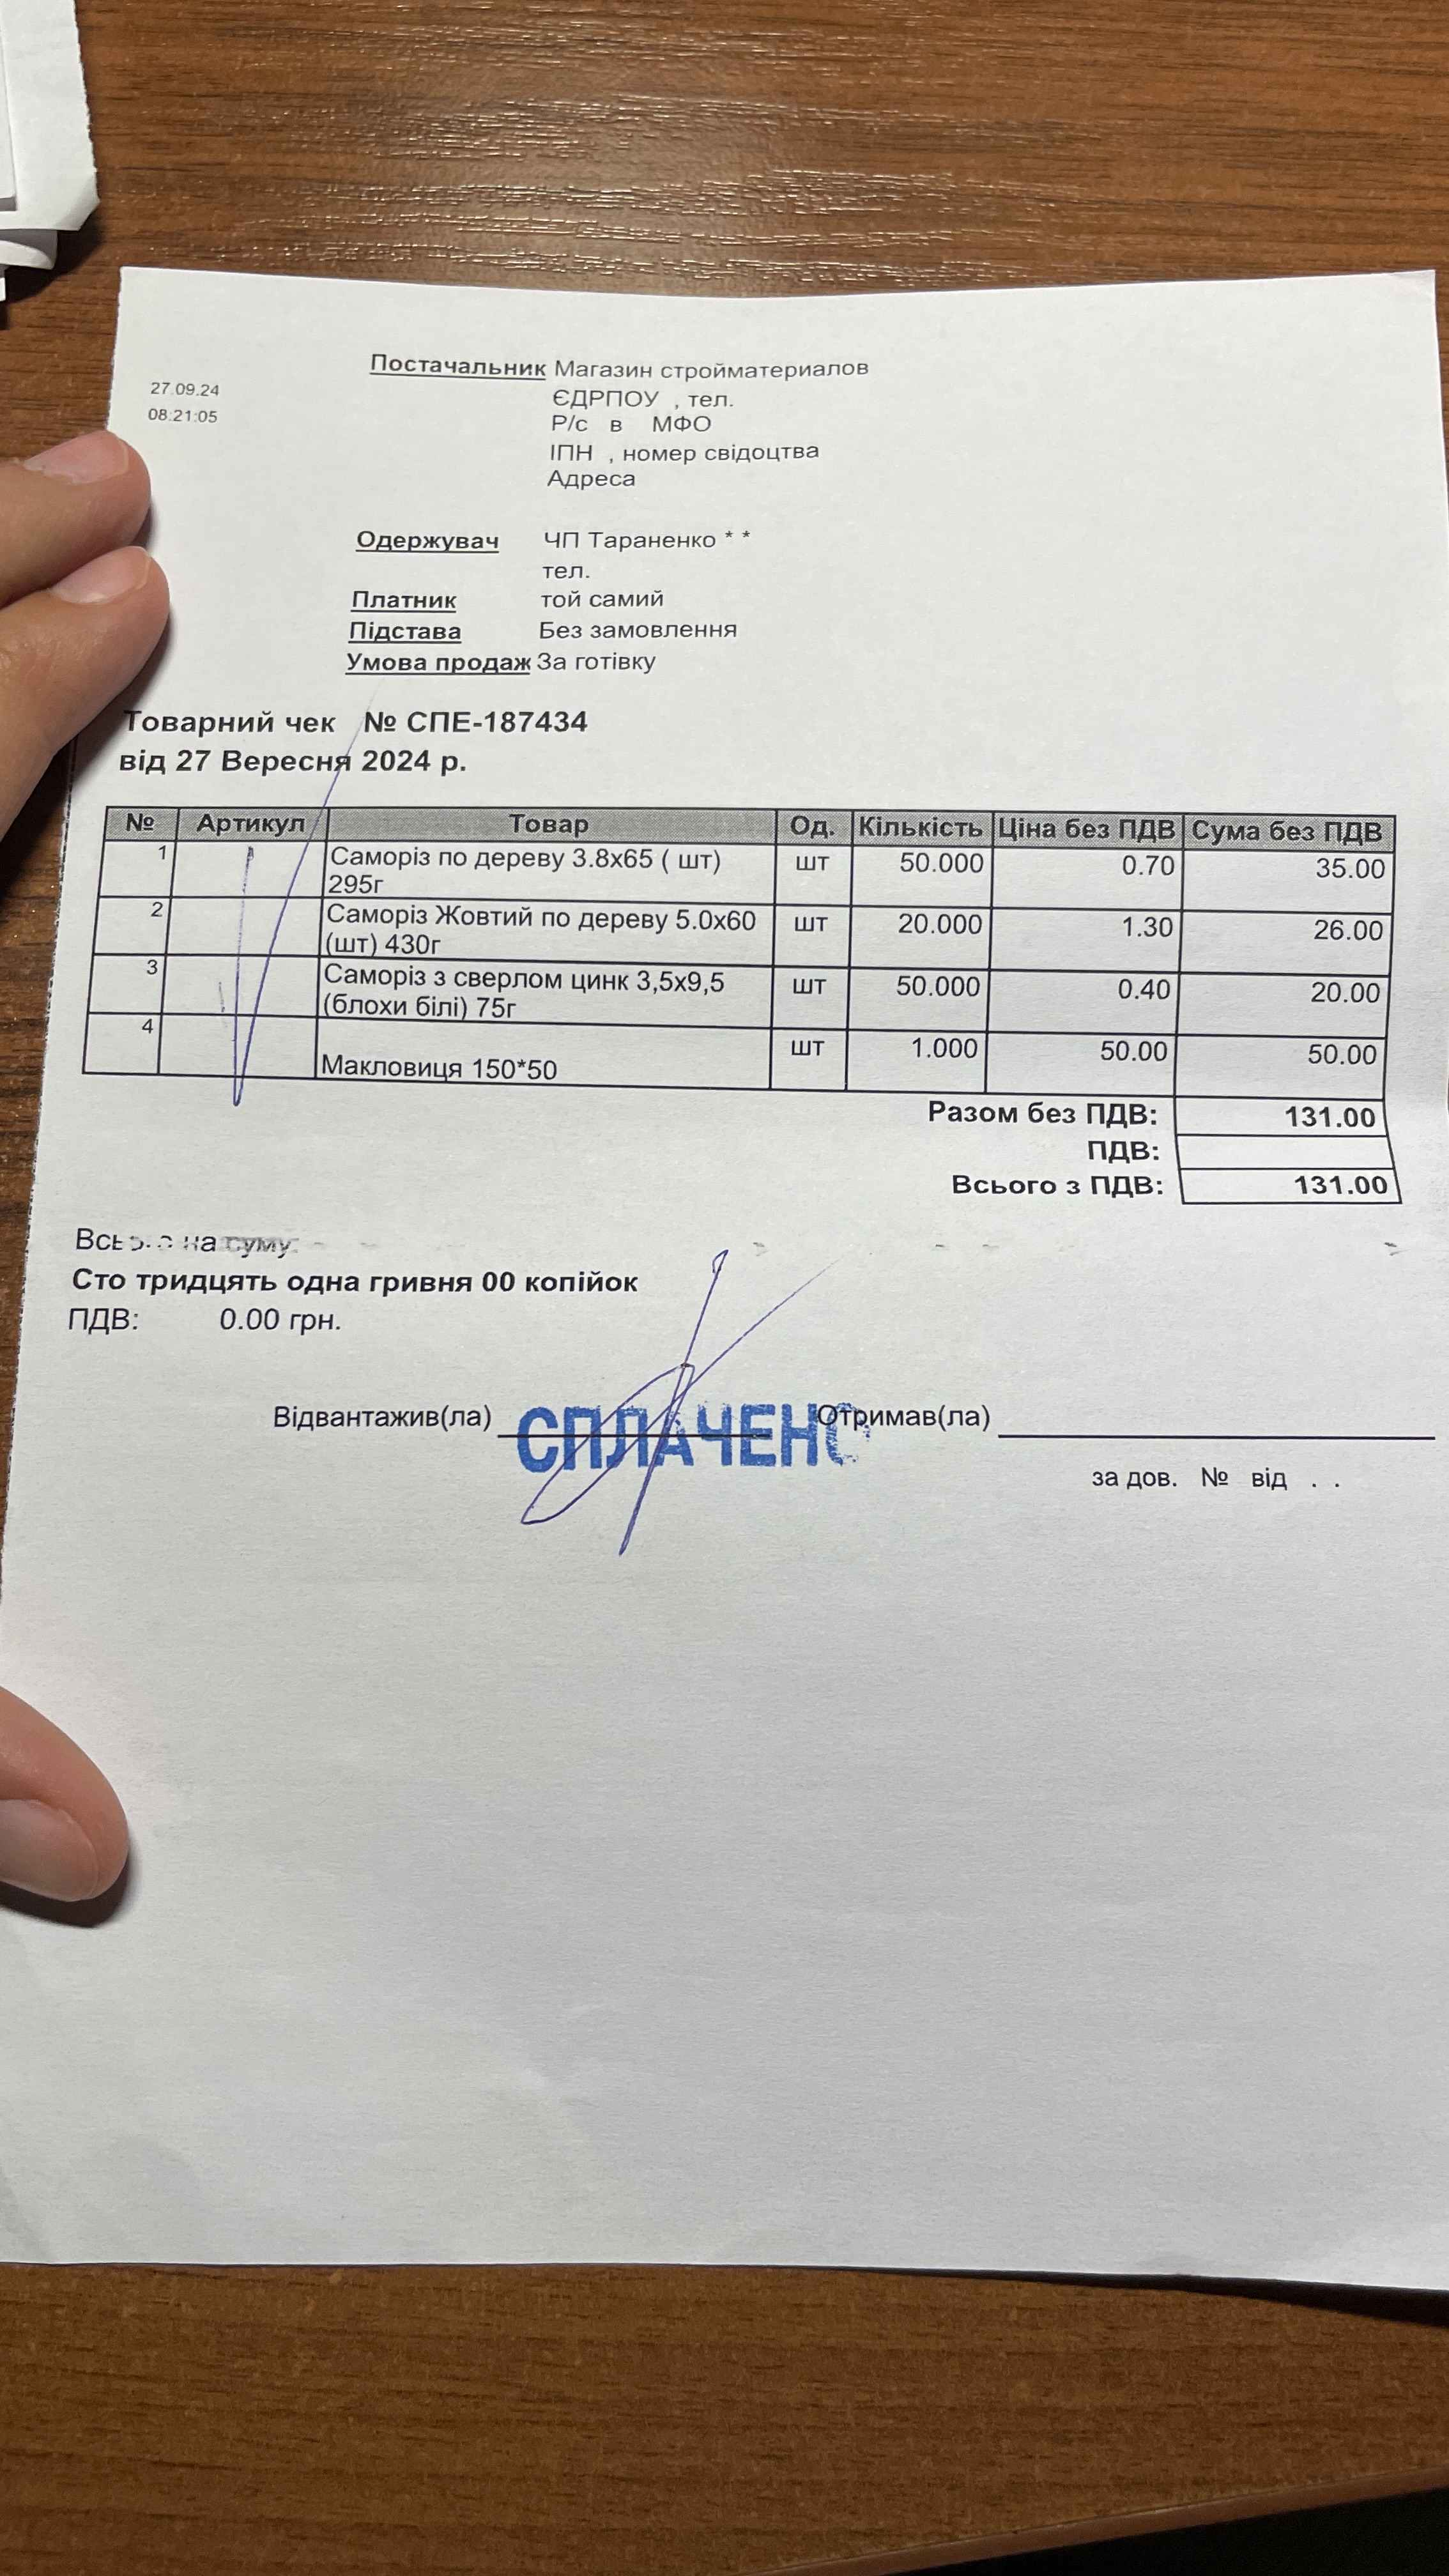 27.09.24
08:21:05
Постачальник Магазин стройматериалов
ЄДРПОУ , тел.
Р/с в МФО
ІПН , номер свідоцтва
Адреса
Одержувач ЧП Тараненко * *
тел.
Платник той самий
Підстава Без замовлення
Умова продаж За готівку
Товарний чек № СПЕ-187434
від 27 Вересня 2024 р.
№ Артикул Товар Од. Кількість Ціна без ПДВ Сума без ПДВ
1 Саморіз по дереву 3.8х65 ( шт) 295г шт 50.000 0.70 35.00
2 Саморіз Жовтий по дереву 5.0х60 (шт) 430г шт 20.000 1.30 26.00
3 Саморіз з сверлом цинк 3,5х9,5 (блохи білі) 75г шт 50.000 0.40 20.00
4 Макловиця 150*50 шт 1.000 50.00 50.00
Разом без ПДВ: 131.00
ПДВ:
Всього з ПДВ: 131.00
Всього на суму:
Сто тридцять одна гривня 00 копійок
ПДВ: 0.00 грн.
Відвантажив(ла) СПЛАЧЕНО Отримав(ла)
за дов. № від . .